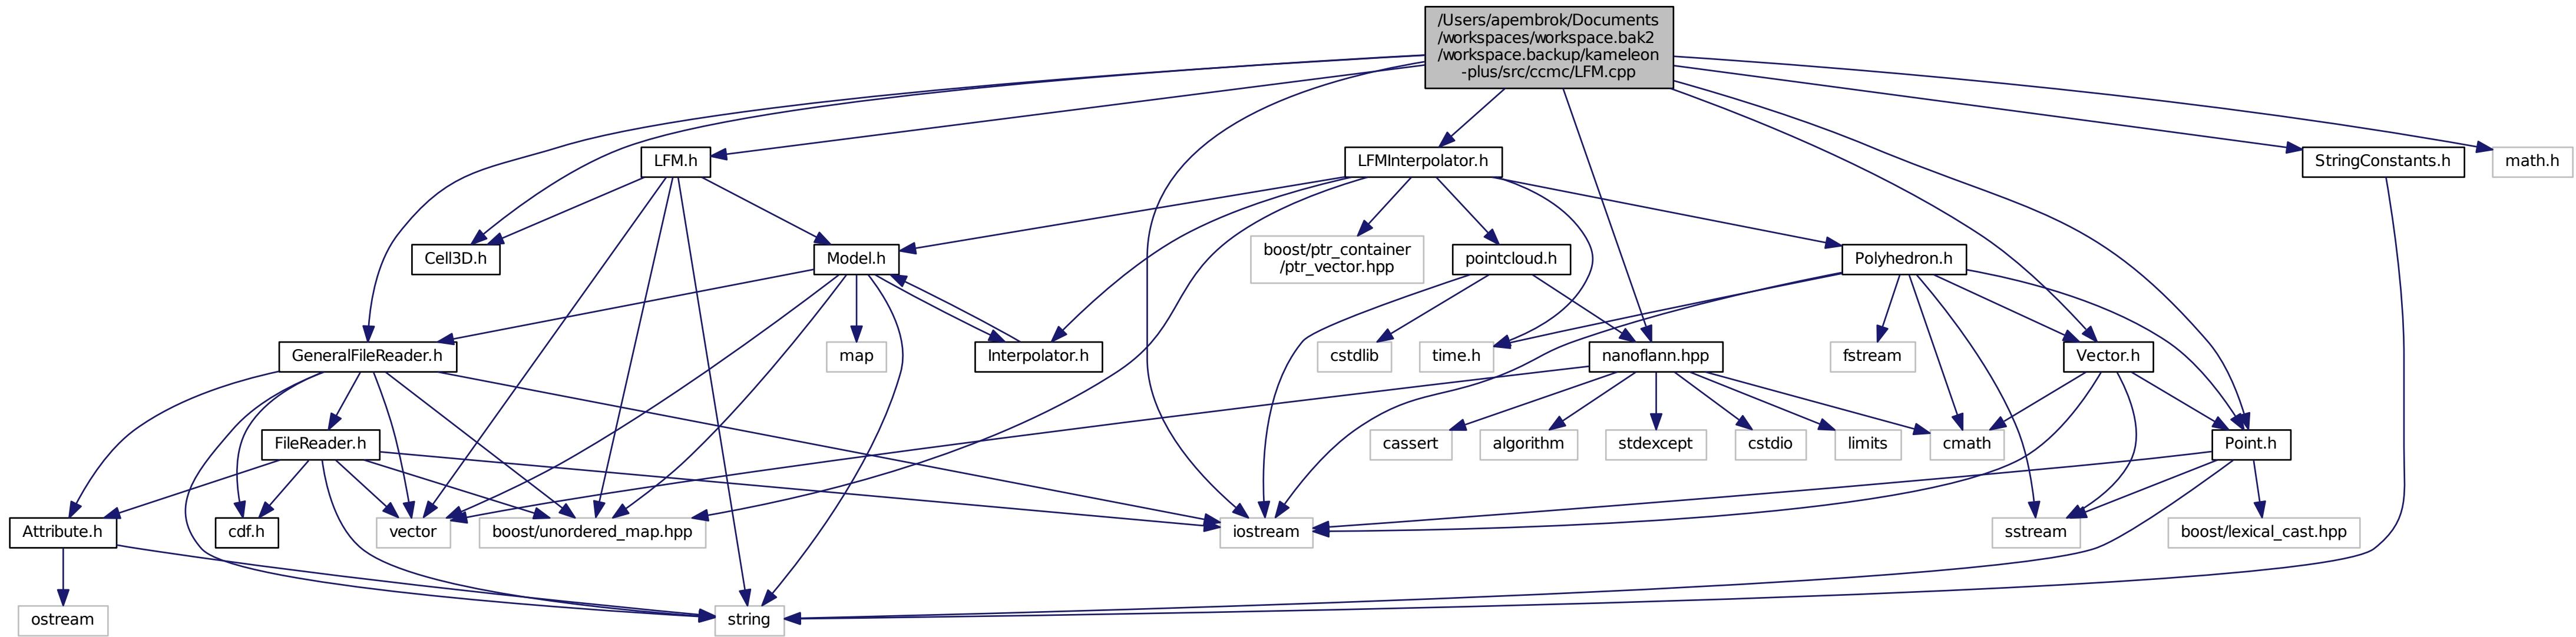 /Users/apembrok/Documents
/workspaces/workspace.bak2
/workspace.backup/kameleon
-plus/src/ccmc/LFM.cpp
LFM.h
LFMInterpolator.h
StringConstants.h
math.h
Cell3D.h
Model.h
boost/ptr_container
/ptr_vector.hpp
pointcloud.h
Polyhedron.h
GeneralFileReader.h
map
Interpolator.h
cstdlib
time.h
nanoflann.hpp
fstream
Vector.h
FileReader.h
cassert
algorithm
stdexcept
cstdio
limits
cmath
Point.h
Attribute.h
cdf.h
vector
boost/unordered_map.hpp
iostream
sstream
boost/lexical_cast.hpp
ostream
string